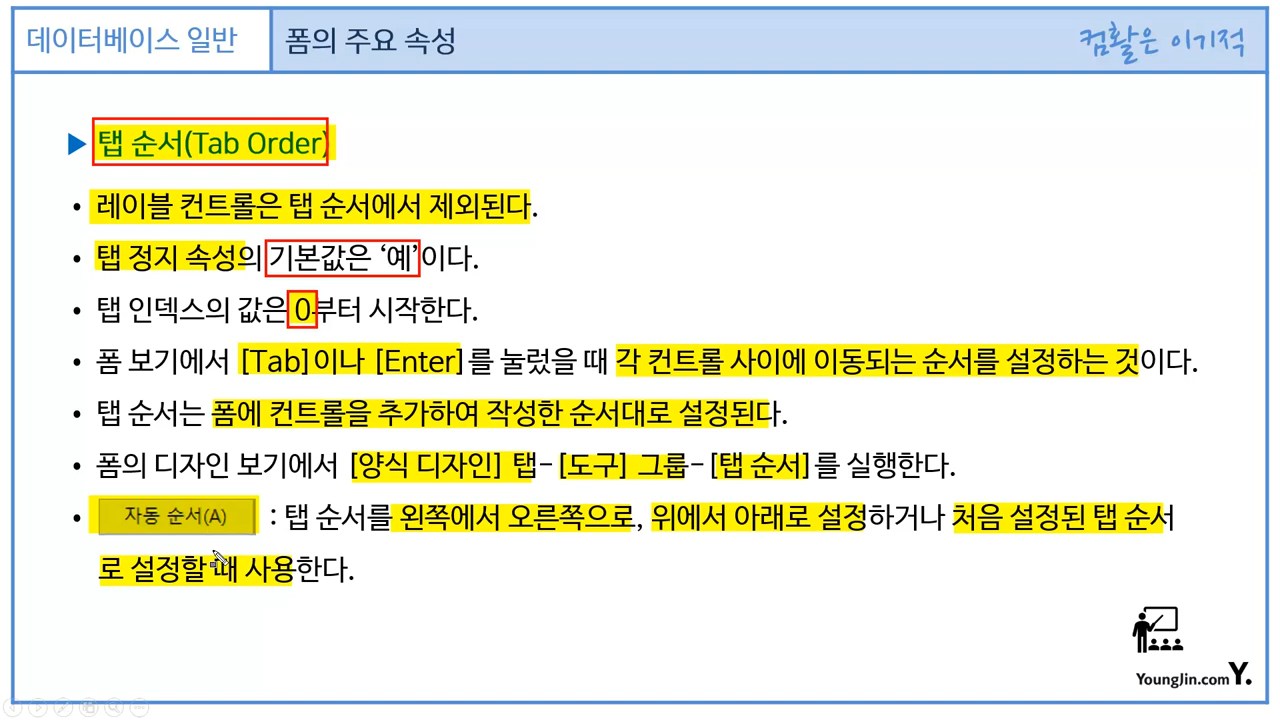 데이터베이스 일반
폼의 주요 속성
컴활은 이기적
▶ 탭 순서(Tab Order)
• 레이블 컨트롤은 탭 순서에서 제외된다.
• 탭 정지 속성의 기본값은 ‘예’이다.
• 탭 인덱스의 값은 0부터 시작한다.
• 폼 보기에서 [Tab]이나 [Enter]를 눌렀을 때 각 컨트롤 사이에 이동되는 순서를 설정하는 것이다.
• 탭 순서는 폼에 컨트롤을 추가하여 작성한 순서대로 설정된다.
• 폼의 디자인 보기에서 [양식 디자인] 탭-[도구] 그룹-[탭 순서]를 실행한다.
• 자동 순서(A) : 탭 순서를 왼쪽에서 오른쪽으로, 위에서 아래로 설정하거나 처음 설정된 탭 순서
로 설정할 때 사용한다.
YoungJin.com Y.